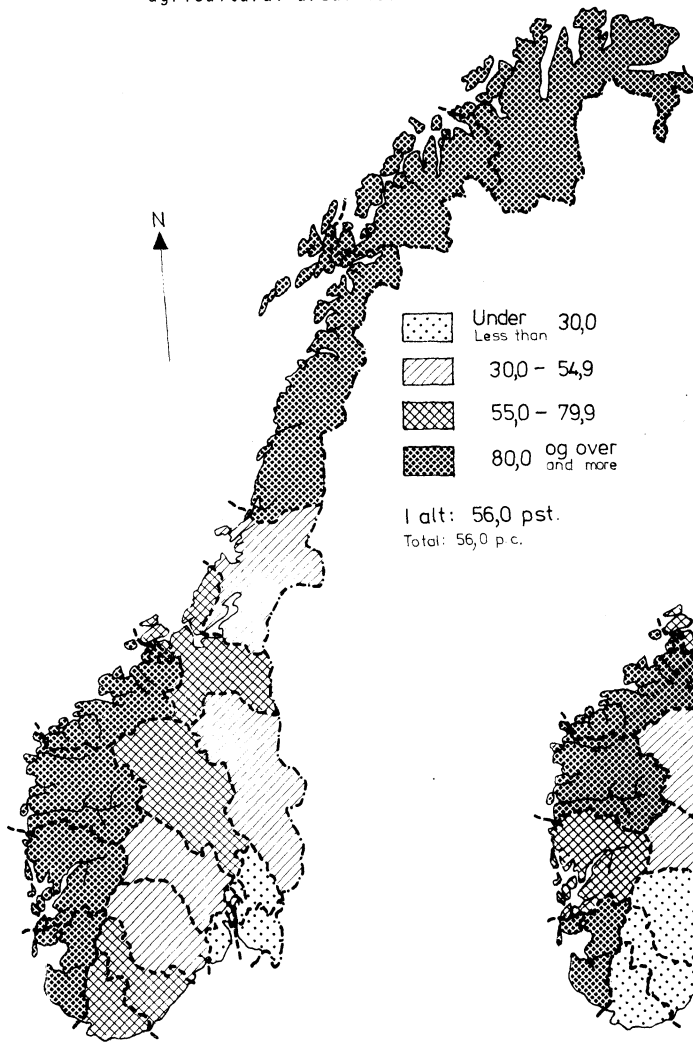 N
Under 30,0
Less than
30,0 – 54,9
55,0 – 79,9
80,0 og over
and more
I alt: 56,0 pst.
Total: 56,0 p.c.